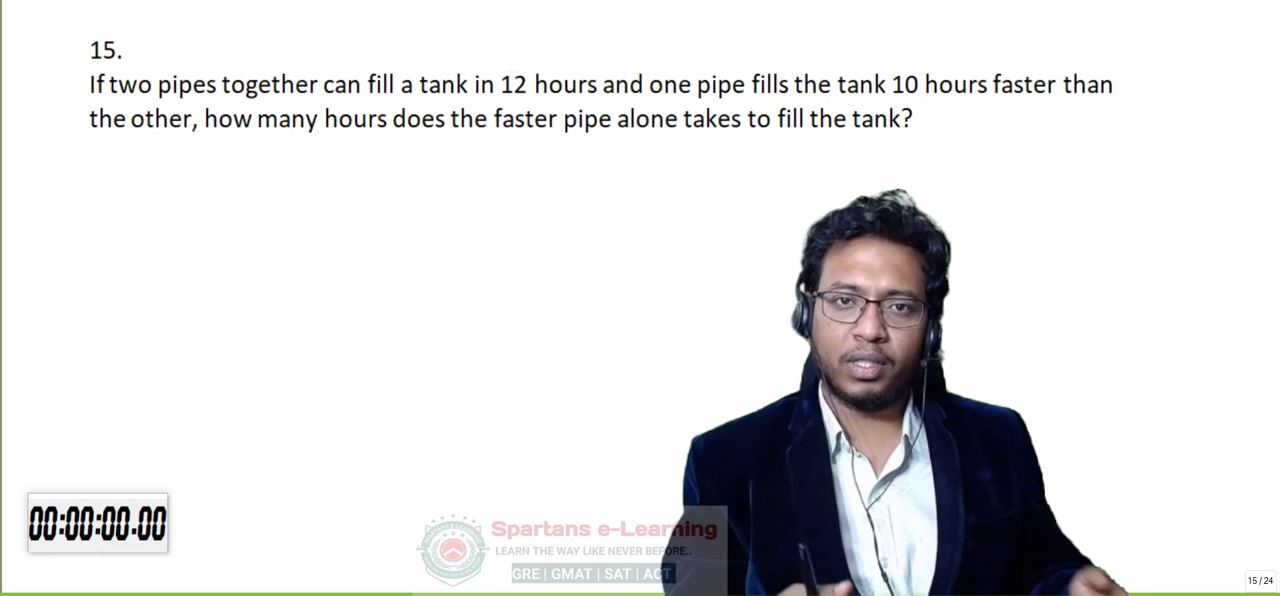 15.
If two pipes together can fill a tank in 12 hours and one pipe fills the tank 10 hours faster than
the other, how many hours does the faster pipe alone takes to fill the tank?
00:00:00.00
Spartans e-Learning
LEARN THE WAY LIKE NEVER BEFORE..
GRE | GMAT | SAT | ACT
15 / 24